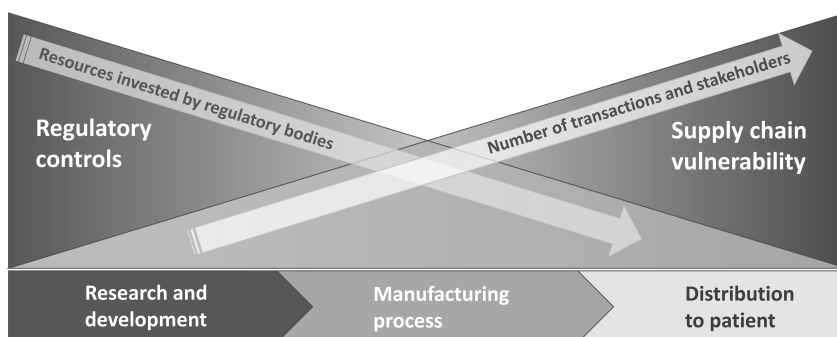 Resources invested by regulatory bodies
Number of transactions and stakeholders
Regulatory
controls
Supply chain
vulnerability
Research and
development
Manufacturing
process
Distribution
to patient